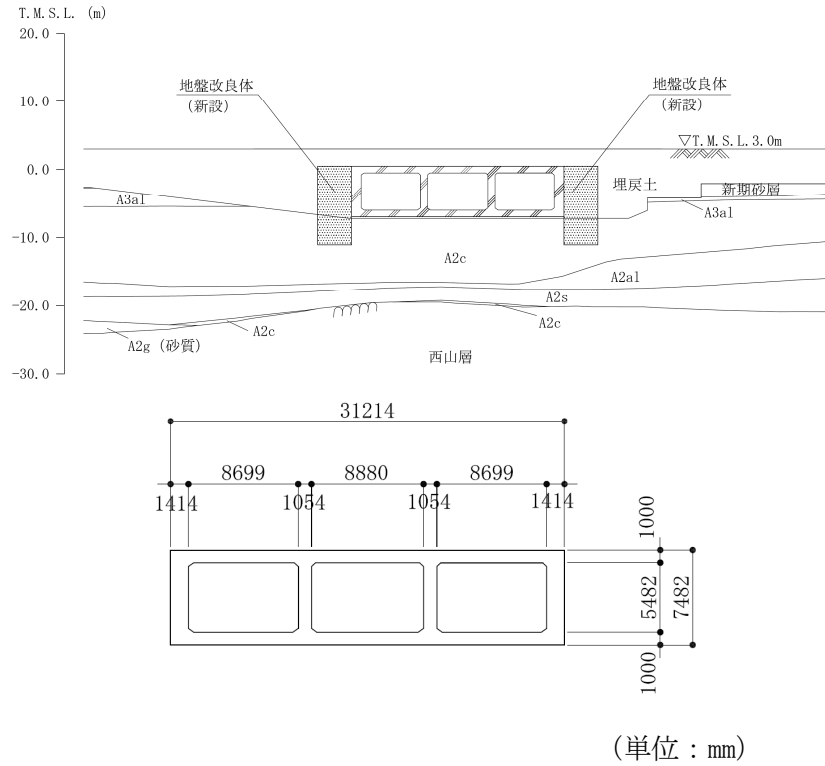 T.M.S.L. (m)
20.0
10.0
0.0
-10.0
-20.0
-30.0
地盤改良体
(新設)
地盤改良体
(新設)
▽T.M.S.L.3.0m
埋戻土
新期砂層
A3al
A3al
A2c
A2al
A2s
A2c
A2c
A2g (砂質)
西山層
31214
8699
8880
8699
1414
1054
1054
1414
1000
5482
7482
1000
(単位：mm)